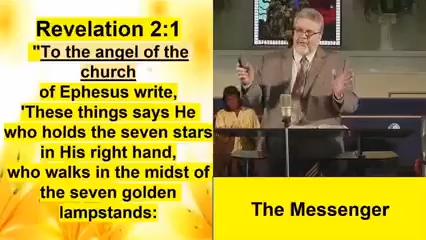 Revelation 2:1
"To the angel of the
church
of Ephesus write,
'These things says He
who holds the seven stars
in His right hand,
who walks in the midst of
the seven golden
lampstands:
The Messenger